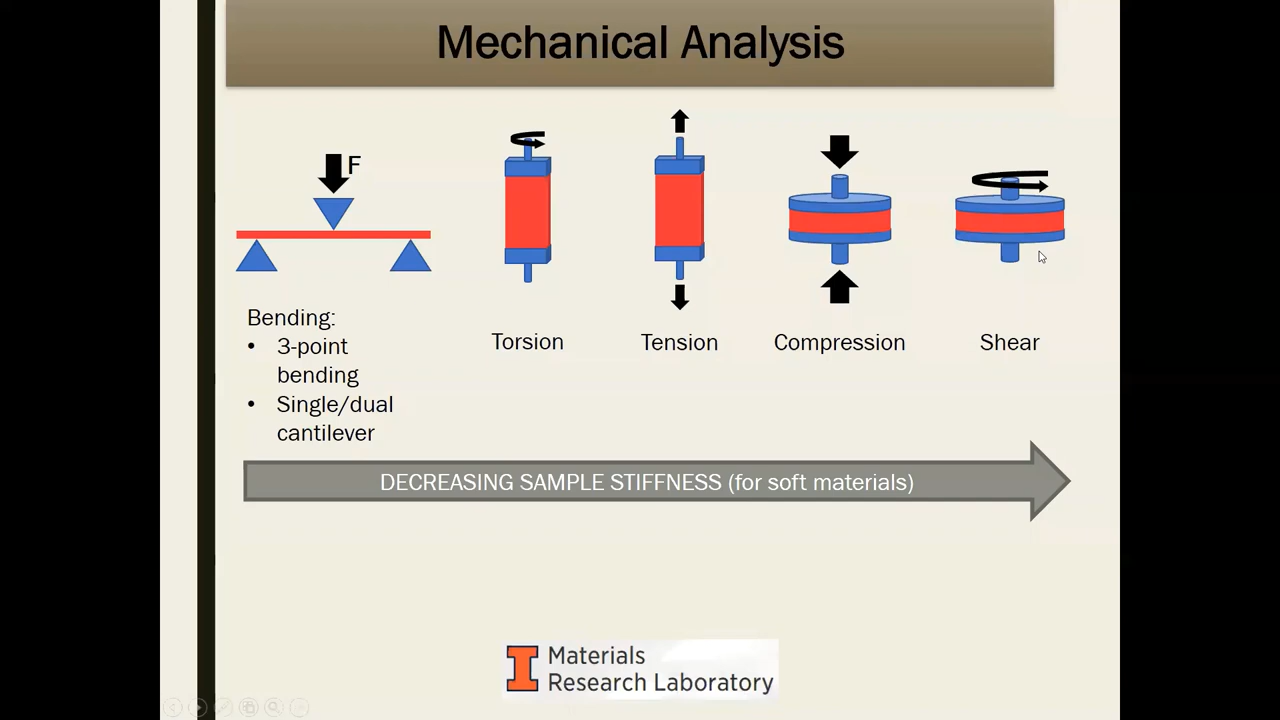 Mechanical Analysis
F
Bending:
• 3-point
bending
• Single/dual
cantilever
Torsion
Tension
Compression
Shear
DECREASING SAMPLE STIFFNESS (for soft materials)
I Materials
Research Laboratory